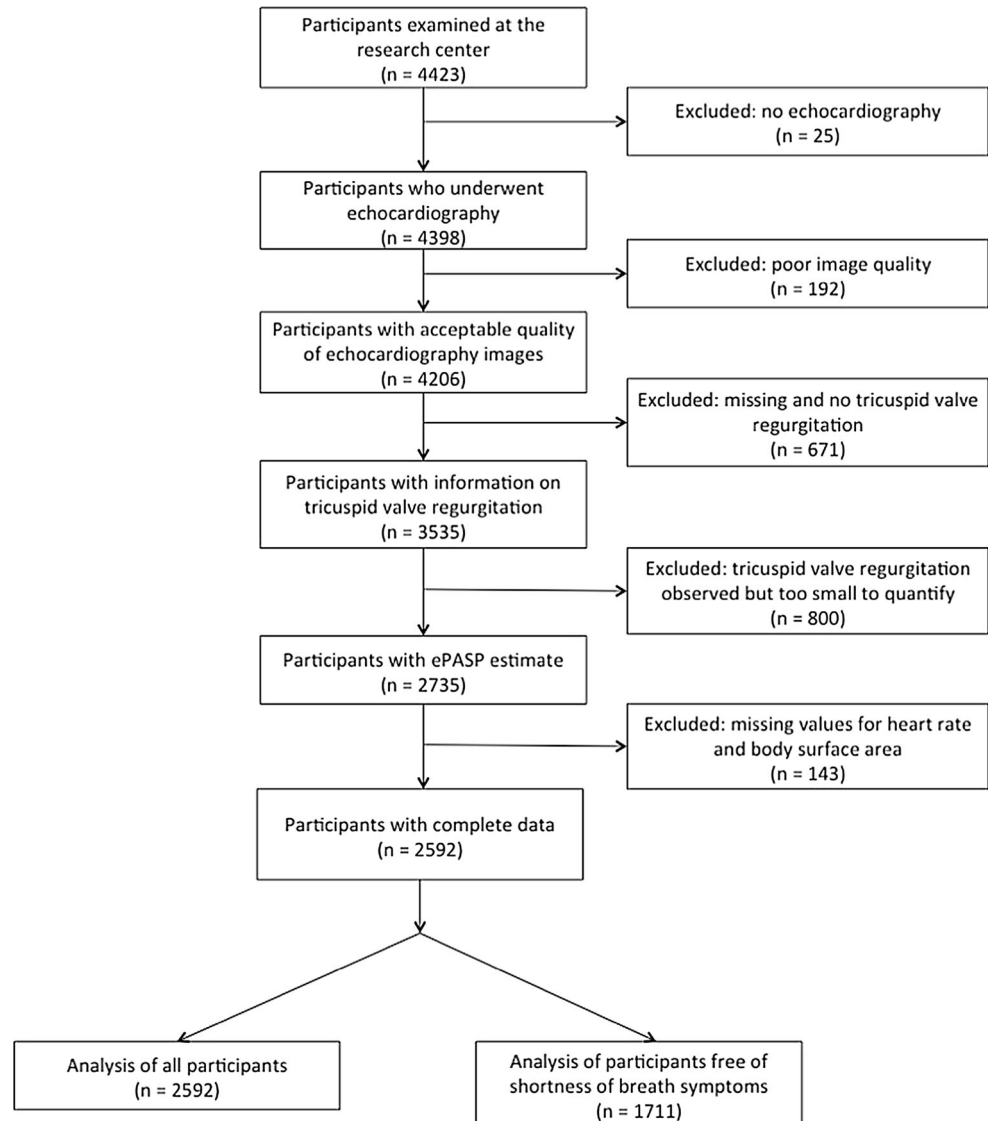 Participants examined at the
research center
(n = 4423)
Excluded: no echocardiography
(n = 25)
Participants who underwent
echocardiography
(n = 4398)
Excluded: poor image quality
(n = 192)
Participants with acceptable quality
of echocardiography images
(n = 4206)
Excluded: missing and no tricuspid valve
regurgitation
(n = 671)
Participants with information on
tricuspid valve regurgitation
(n = 3535)
Excluded: tricuspid valve regurgitation
observed but too small to quantify
(n = 800)
Participants with ePASP estimate
(n = 2735)
Excluded: missing values for heart rate
and body surface area
(n = 143)
Participants with complete data
(n = 2592)
Analysis of all participants
(n = 2592)
Analysis of participants free of
shortness of breath symptoms
(n = 1711)